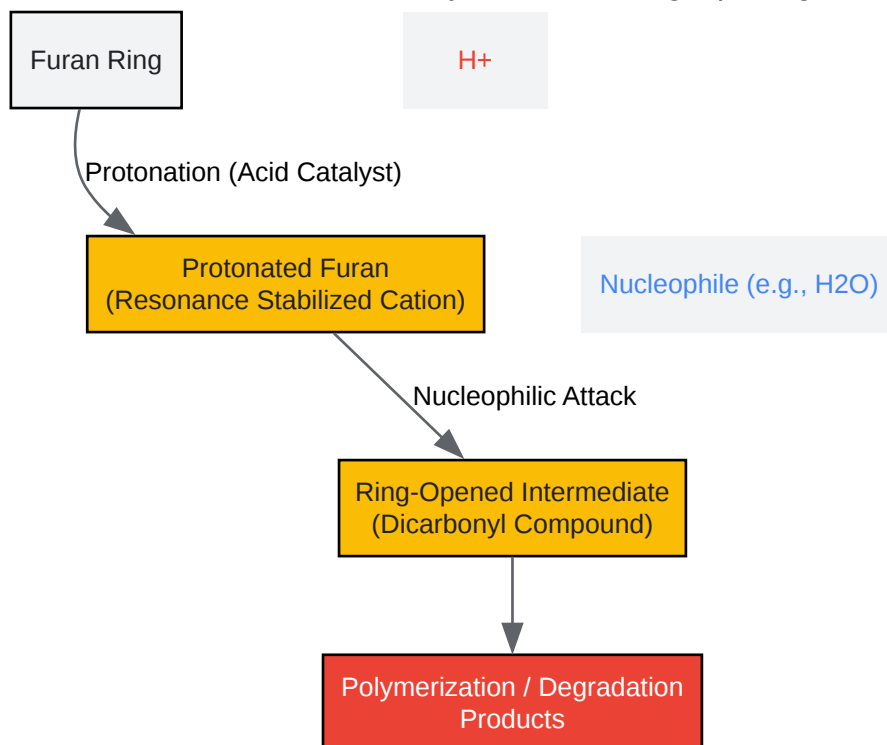 Furan Ring
H+
Protonation (Acid Catalyst)
Protonated Furan
(Resonance Stabilized Cation)
Nucleophile (e.g., H2O)
Nucleophilic Attack
Ring-Opened Intermediate
(Dicarbonyl Compound)
Polymerization / Degradation
Products